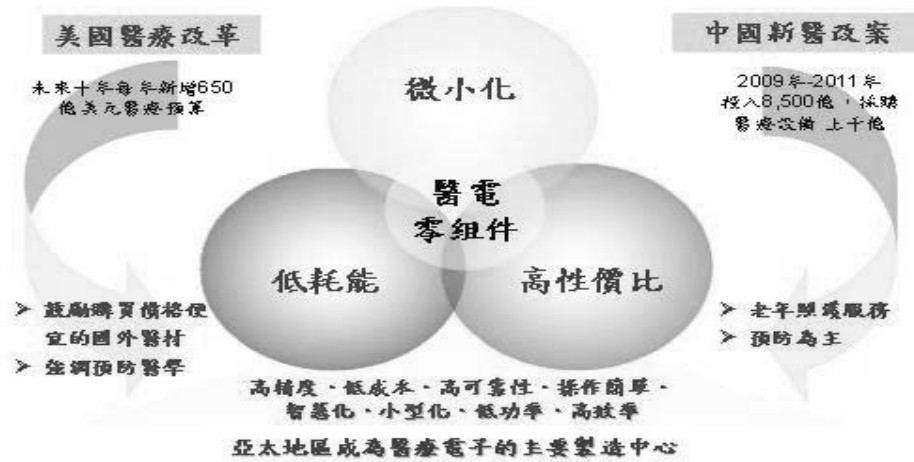 美國醫療改革
未來十年每年新增650
億美元醫療預算
鼓勵購買價格便
宜的國外醫材
強調預防醫學
微小化
醫電
零組件
低耗能
高性價比
中國新醫改案
2009年-2011年
投入8,500億，採購
醫療設備 上千億
老年照護服務
預防為主
高精度、低成本、高可靠性、操作簡單、
智慧化、小型化、低功率、高效率
亞太地區成為醫療電子的主要製造中心